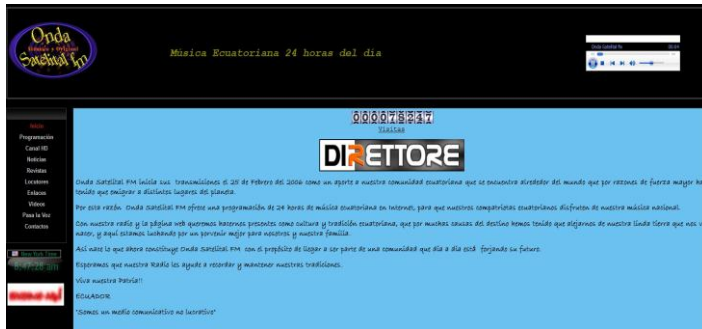 Onda
Satelital fm
Música Ecuatoriana 24 horas del dia
Onda Satelital fm
Inicio
Programación
Canal HD
Noticias
Revistas
Locutores
Enlaces
Videos
Pasa la Voz
Contactos
New York Time
Visitas
DIRETTORE
Onda Satelital FM inicia sus transmisiones el 25 de Febrero del 2006 como un aporte a nuestra comunidad ecuatoriana que se encuentra alrededor del mundo que por razones de fuerza mayor ha
tenido que emigrar a distintos lugares del planeta.
Por esta razón Onda Satelital FM ofrece una programación de 24 horas de música ecuatoriana en Internet, para que nuestros compatriotas ecuatorianos disfruten de nuestra música nacional.
Con nuestra radio y la página web queremos hacernos presentes como cultura y tradición ecuatoriana, que por muchas causas del destino hemos tenido que alejarnos de nuestra linda tierra que nos v
nacer, y aquí estamos luchando por un porvenir mejor para nosotros y nuestra familia.
Así nace lo que ahora constituye Onda Satelital FM con el propósito de llegar a ser parte de una comunidad que día a día está forjando su futuro.
Esperamos que nuestra Radio les ayude a recordar y mantener nuestras tradiciones.
Viva nuestra Patria!!
ECUADOR
"Somos un medio comunicativo no lucrativo"